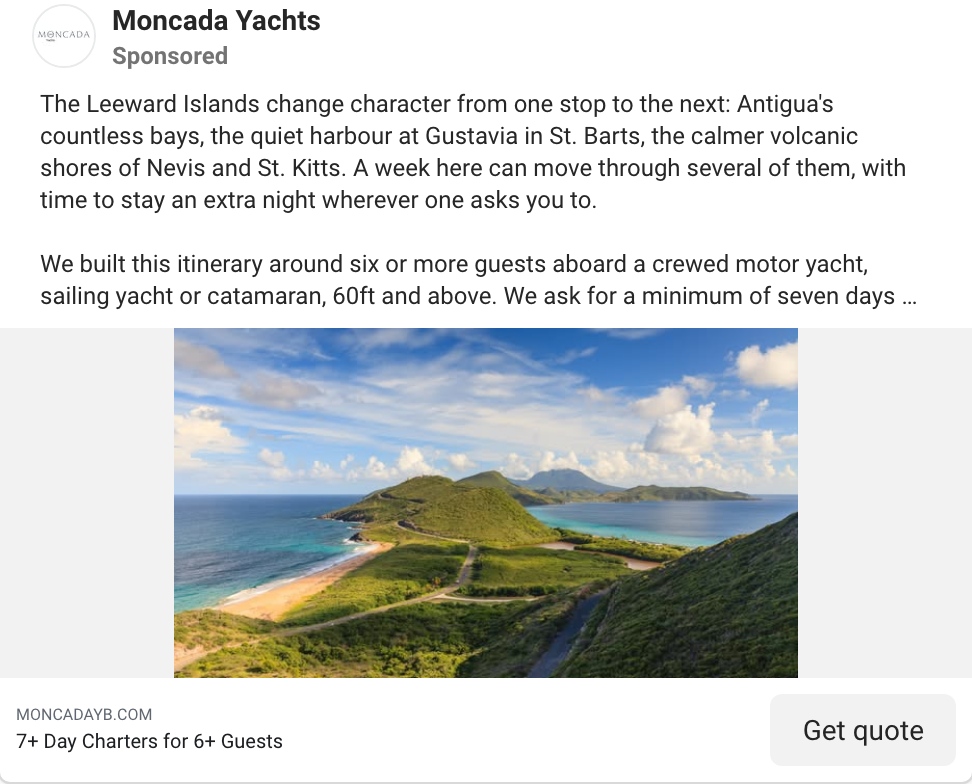 MONCADA
Moncada Yachts
Sponsored
The Leeward Islands change character from one stop to the next: Antigua's
countless bays, the quiet harbour at Gustavia in St. Barts, the calmer volcanic
shores of Nevis and St. Kitts. A week here can move through several of them, with
time to stay an extra night wherever one asks you to.
We built this itinerary around six or more guests aboard a crewed motor yacht,
sailing yacht or catamaran, 60ft and above. We ask for a minimum of seven days ...
MONCADAYB.COM
7+ Day Charters for 6+ Guests
Get quote